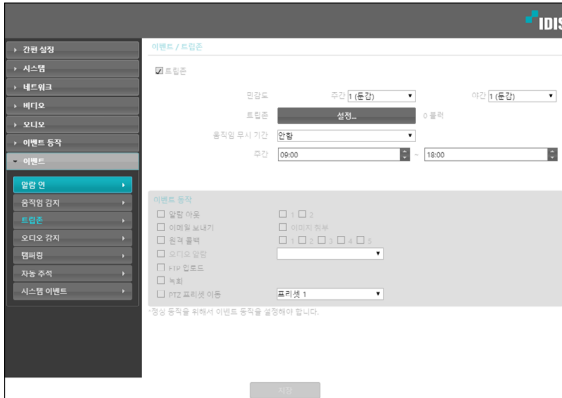 IDIS
이벤트 / 트립존
간편 설정
시스템
네트워크
비디오
오디오
이벤트 동작
이벤트
알람 인
움직임 감지
트립존
오디오 감지
탬퍼링
자동 추적
시스템 이벤트
트립존
민감도 주간 1 (둔감) 야간 1 (둔감)
트립존 설정... 0 블럭
움직임 무시 기간 안함
주간 09:00 ~ 18:00
이벤트 동작
알람 아웃 1 2
이메일 보내기 이미지 첨부
원격 콜백 1 2 3 4 5
오디오 알람
FTP 업로드
녹화
PTZ 프리셋 이동 프리셋 1
*정상 동작을 위해서 이벤트 동작을 설정해야 합니다.
저장